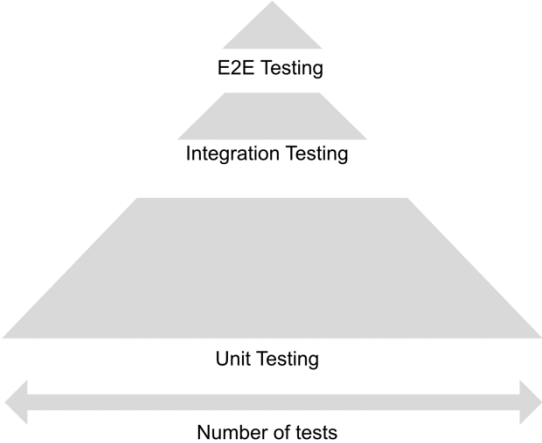 E2E Testing
Integration Testing
Unit Testing
Number of tests